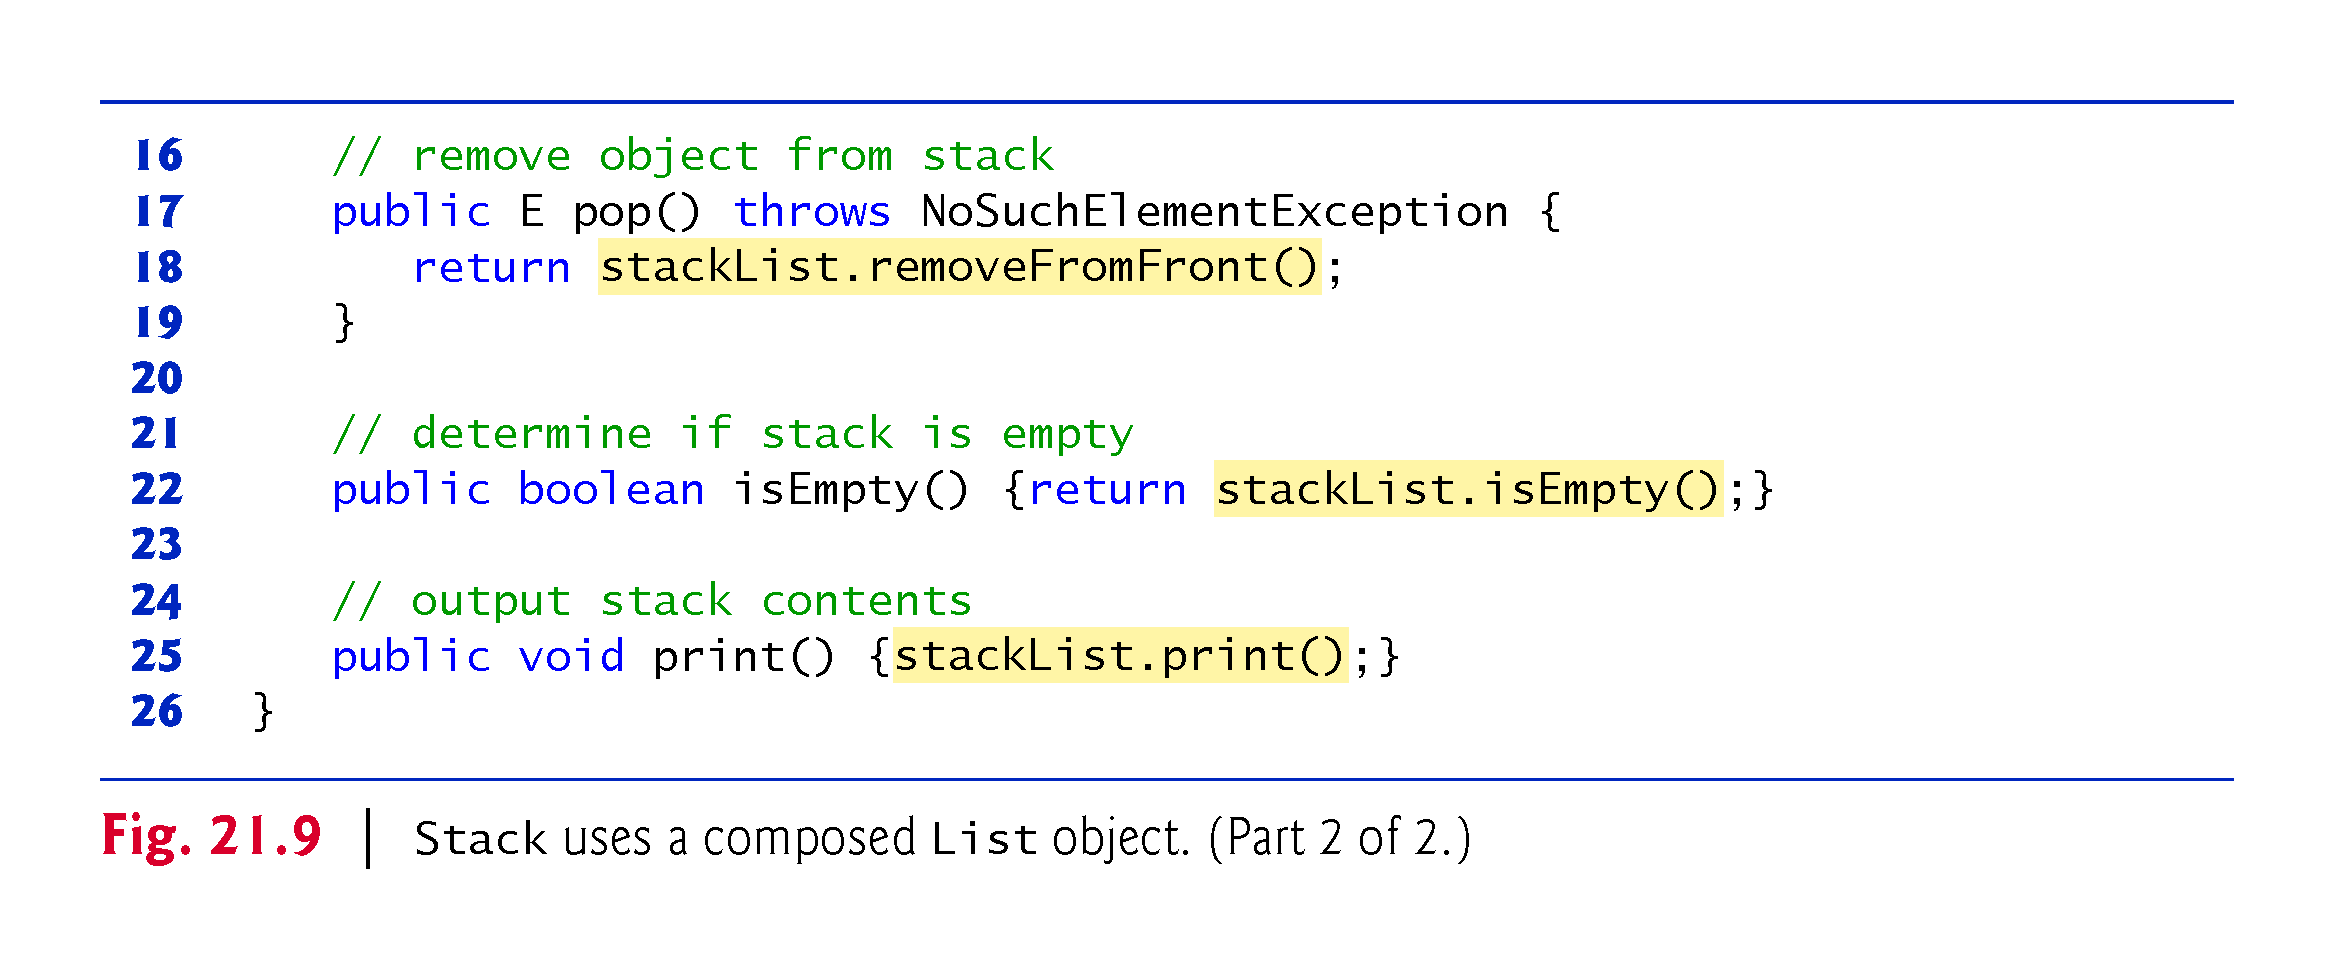 16 // remove object from stack
17 public E pop() throws NoSuchElementException {
18 return stackList.removeFromFront();
19 }
20
21 // determine if stack is empty
22 public boolean isEmpty() {return stackList.isEmpty();}
23
24 // output stack contents
25 public void print() {stackList.print();}
26 }
Fig. 21.9 | Stack uses a composed List object. (Part 2 of 2.)